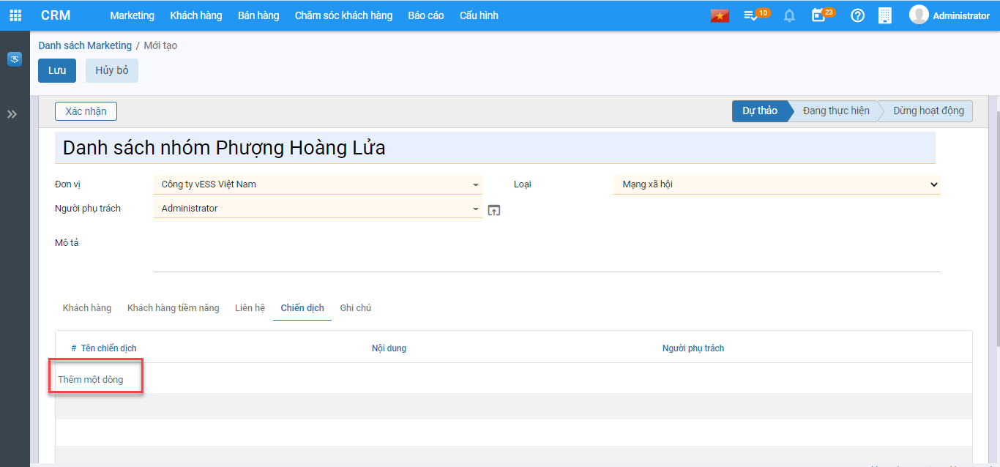 CRM Marketing Khách hàng Bán hàng Chăm sóc khách hàng Báo cáo Cấu hình 10 23 Administrator
Danh sách Marketing / Mới tạo
Lưu Hủy bỏ
Xác nhận Dự thảo Đang thực hiện Dừng hoạt động
Danh sách nhóm Phượng Hoàng Lửa
Đơn vị Công ty vESS Việt Nam Loại Mạng xã hội
Người phụ trách Administrator
Mô tả
Khách hàng Khách hàng tiềm năng Liên hệ Chiến dịch Ghi chú
# Tên chiến dịch Nội dung Người phụ trách
Thêm một dòng